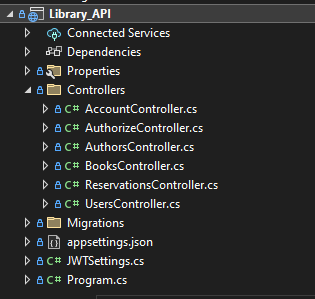 Library_API
Connected Services
Dependencies
Properties
Controllers
C# AccountController.cs
C# AuthorizeController.cs
C# AuthorsController.cs
C# BooksController.cs
C# ReservationsController.cs
C# UsersController.cs
Migrations
appsettings.json
C# JWTSettings.cs
C# Program.cs